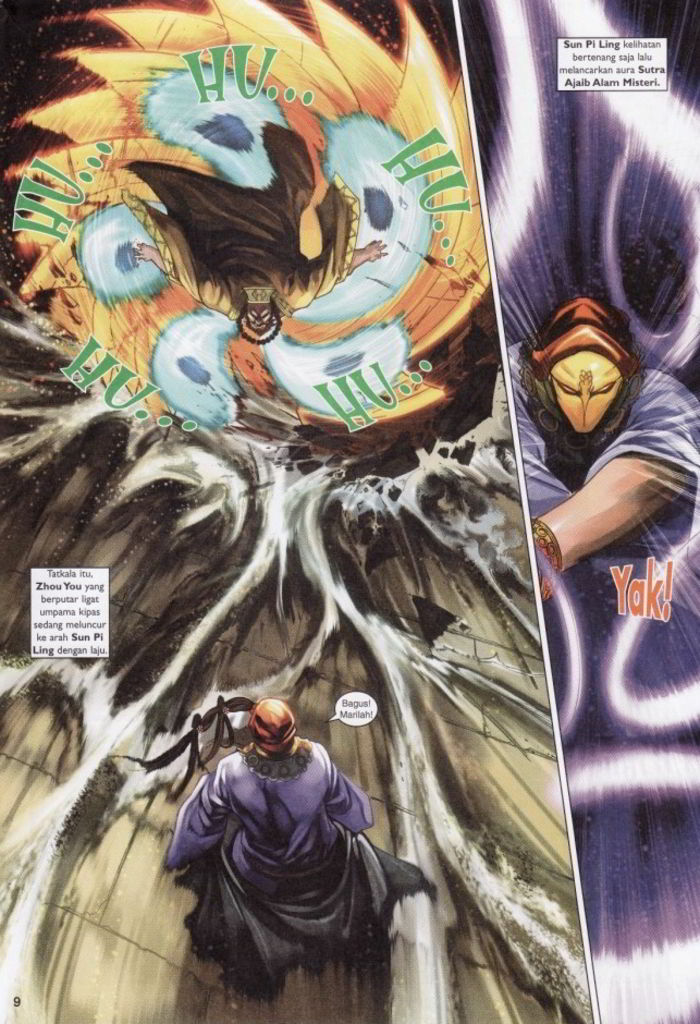 HU...
HU...
HU...
HU...
HU...
Tatkala itu,
Zhou You yang
berputar ligat
umpama kipas
sedang meluncur
ke arah Sun Pi
Ling dengan laju.
Bagus!
Marilah!
9
Sun Pi Ling kelihatan
bertenang saja lalu
melancarkan aura Sutra
Ajaib Alam Misteri.
Yak!